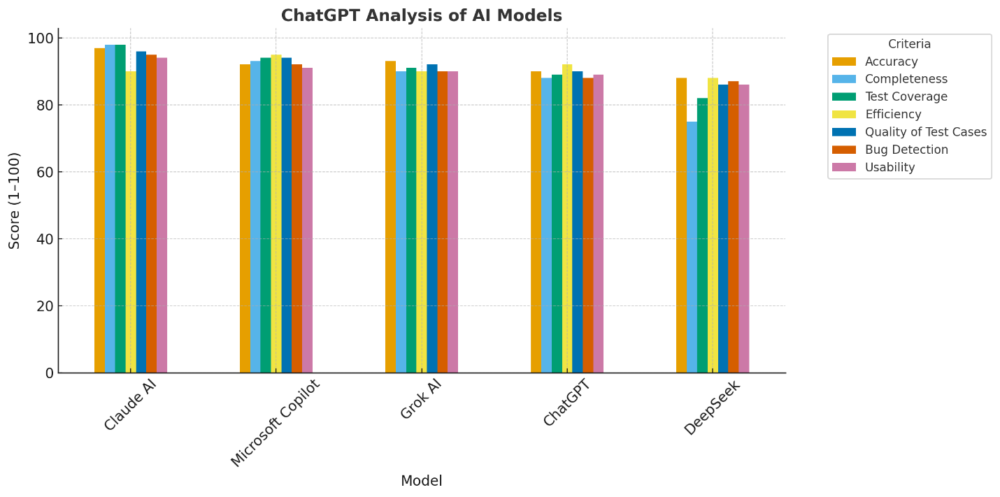 ChatGPT Analysis of AI Models
Score (1–100)
100
80
60
40
20
0
Claude AI
Microsoft Copilot
Grok AI
ChatGPT
DeepSeek
Model
Criteria
Accuracy
Completeness
Test Coverage
Efficiency
Quality of Test Cases
Bug Detection
Usability